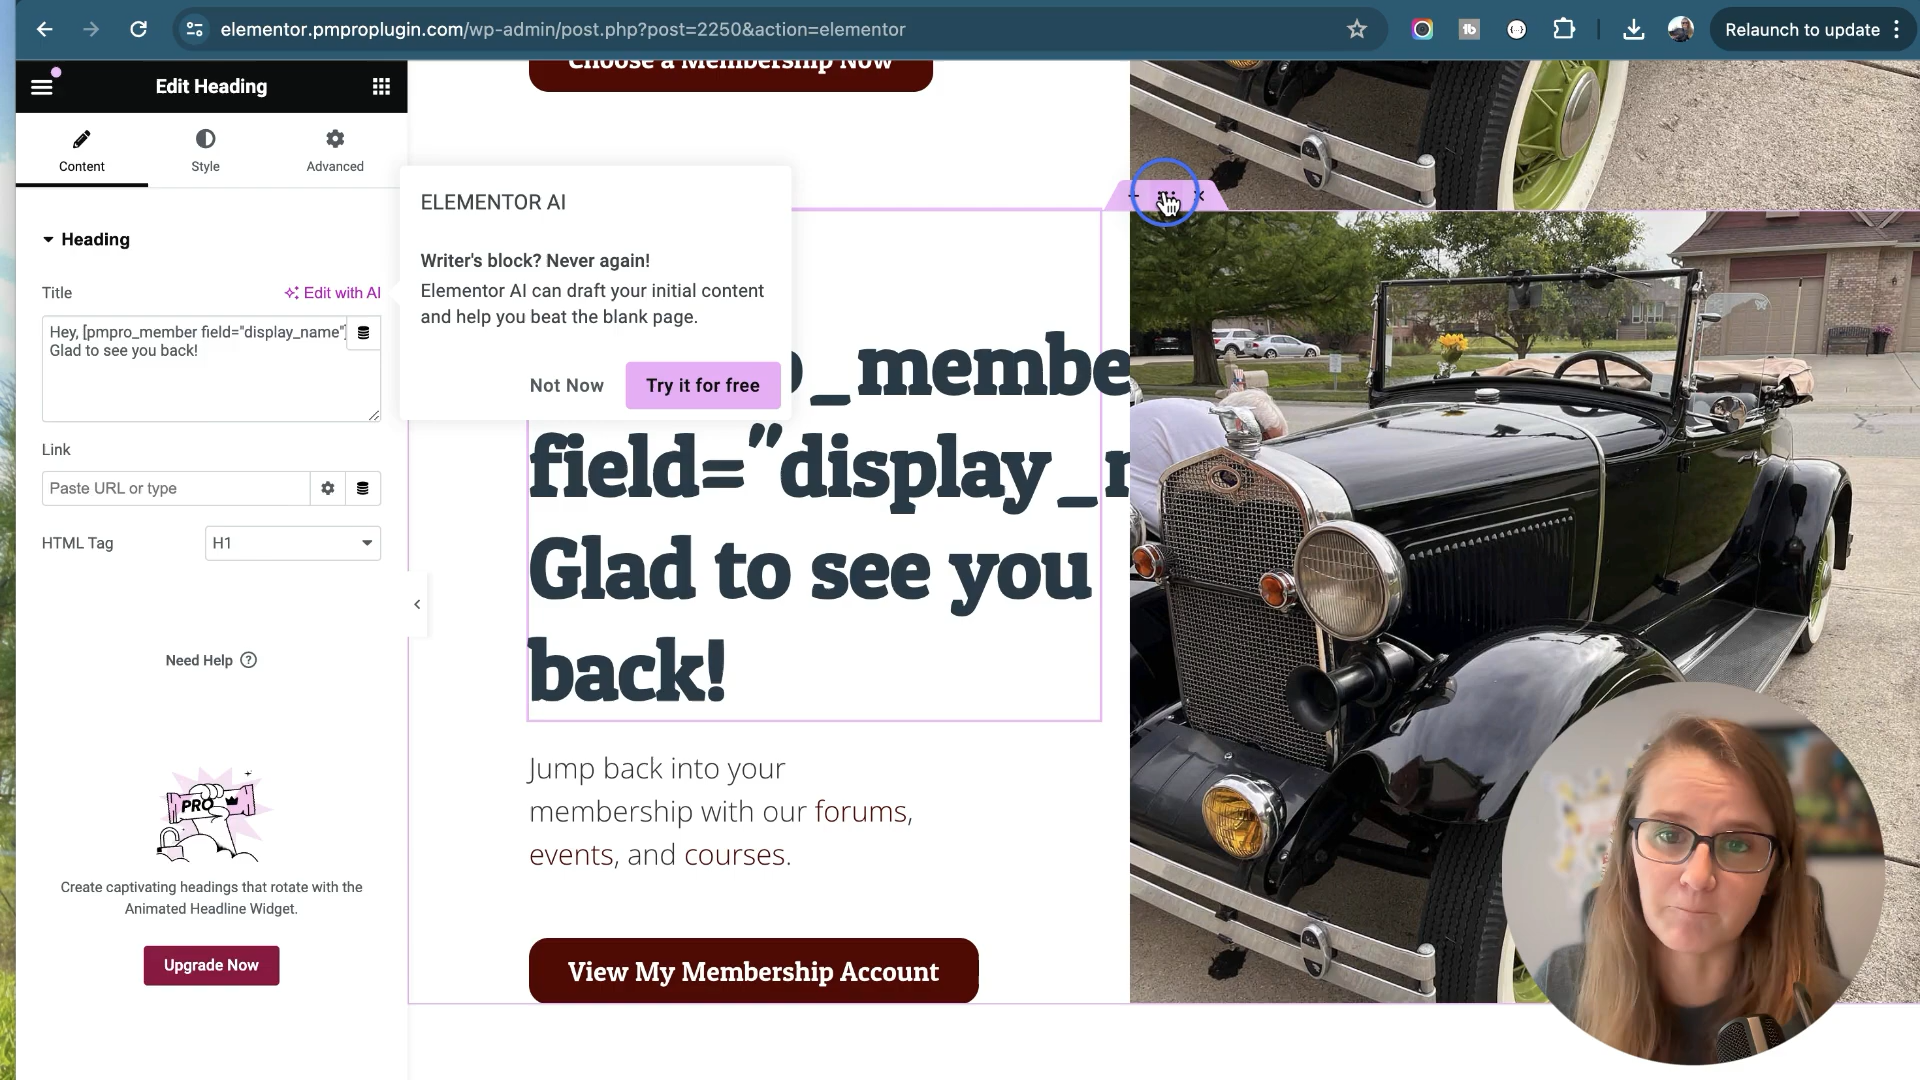 elementor.pmproplugin.com/wp-admin/post.php?post=2250&action=elementor
Relaunch to update
Edit Heading
Content
Style
Advanced
Heading
Title
Edit with AI
Hey, [pmpro_member field="display_name"]
Glad to see you back!
Link
Paste URL or type
HTML Tag
H1
Need Help
PRO
Create captivating headings that rotate with the
Animated Headline Widget.
Upgrade Now
ELEMENTOR AI
Writer's block? Never again!
Elementor AI can draft your initial content
and help you beat the blank page.
Not Now
Try it for free
Choose a Membership Now
_membe
field="display_
Glad to see you
back!
Jump back into your
membership with our forums,
events, and courses.
View My Membership Account